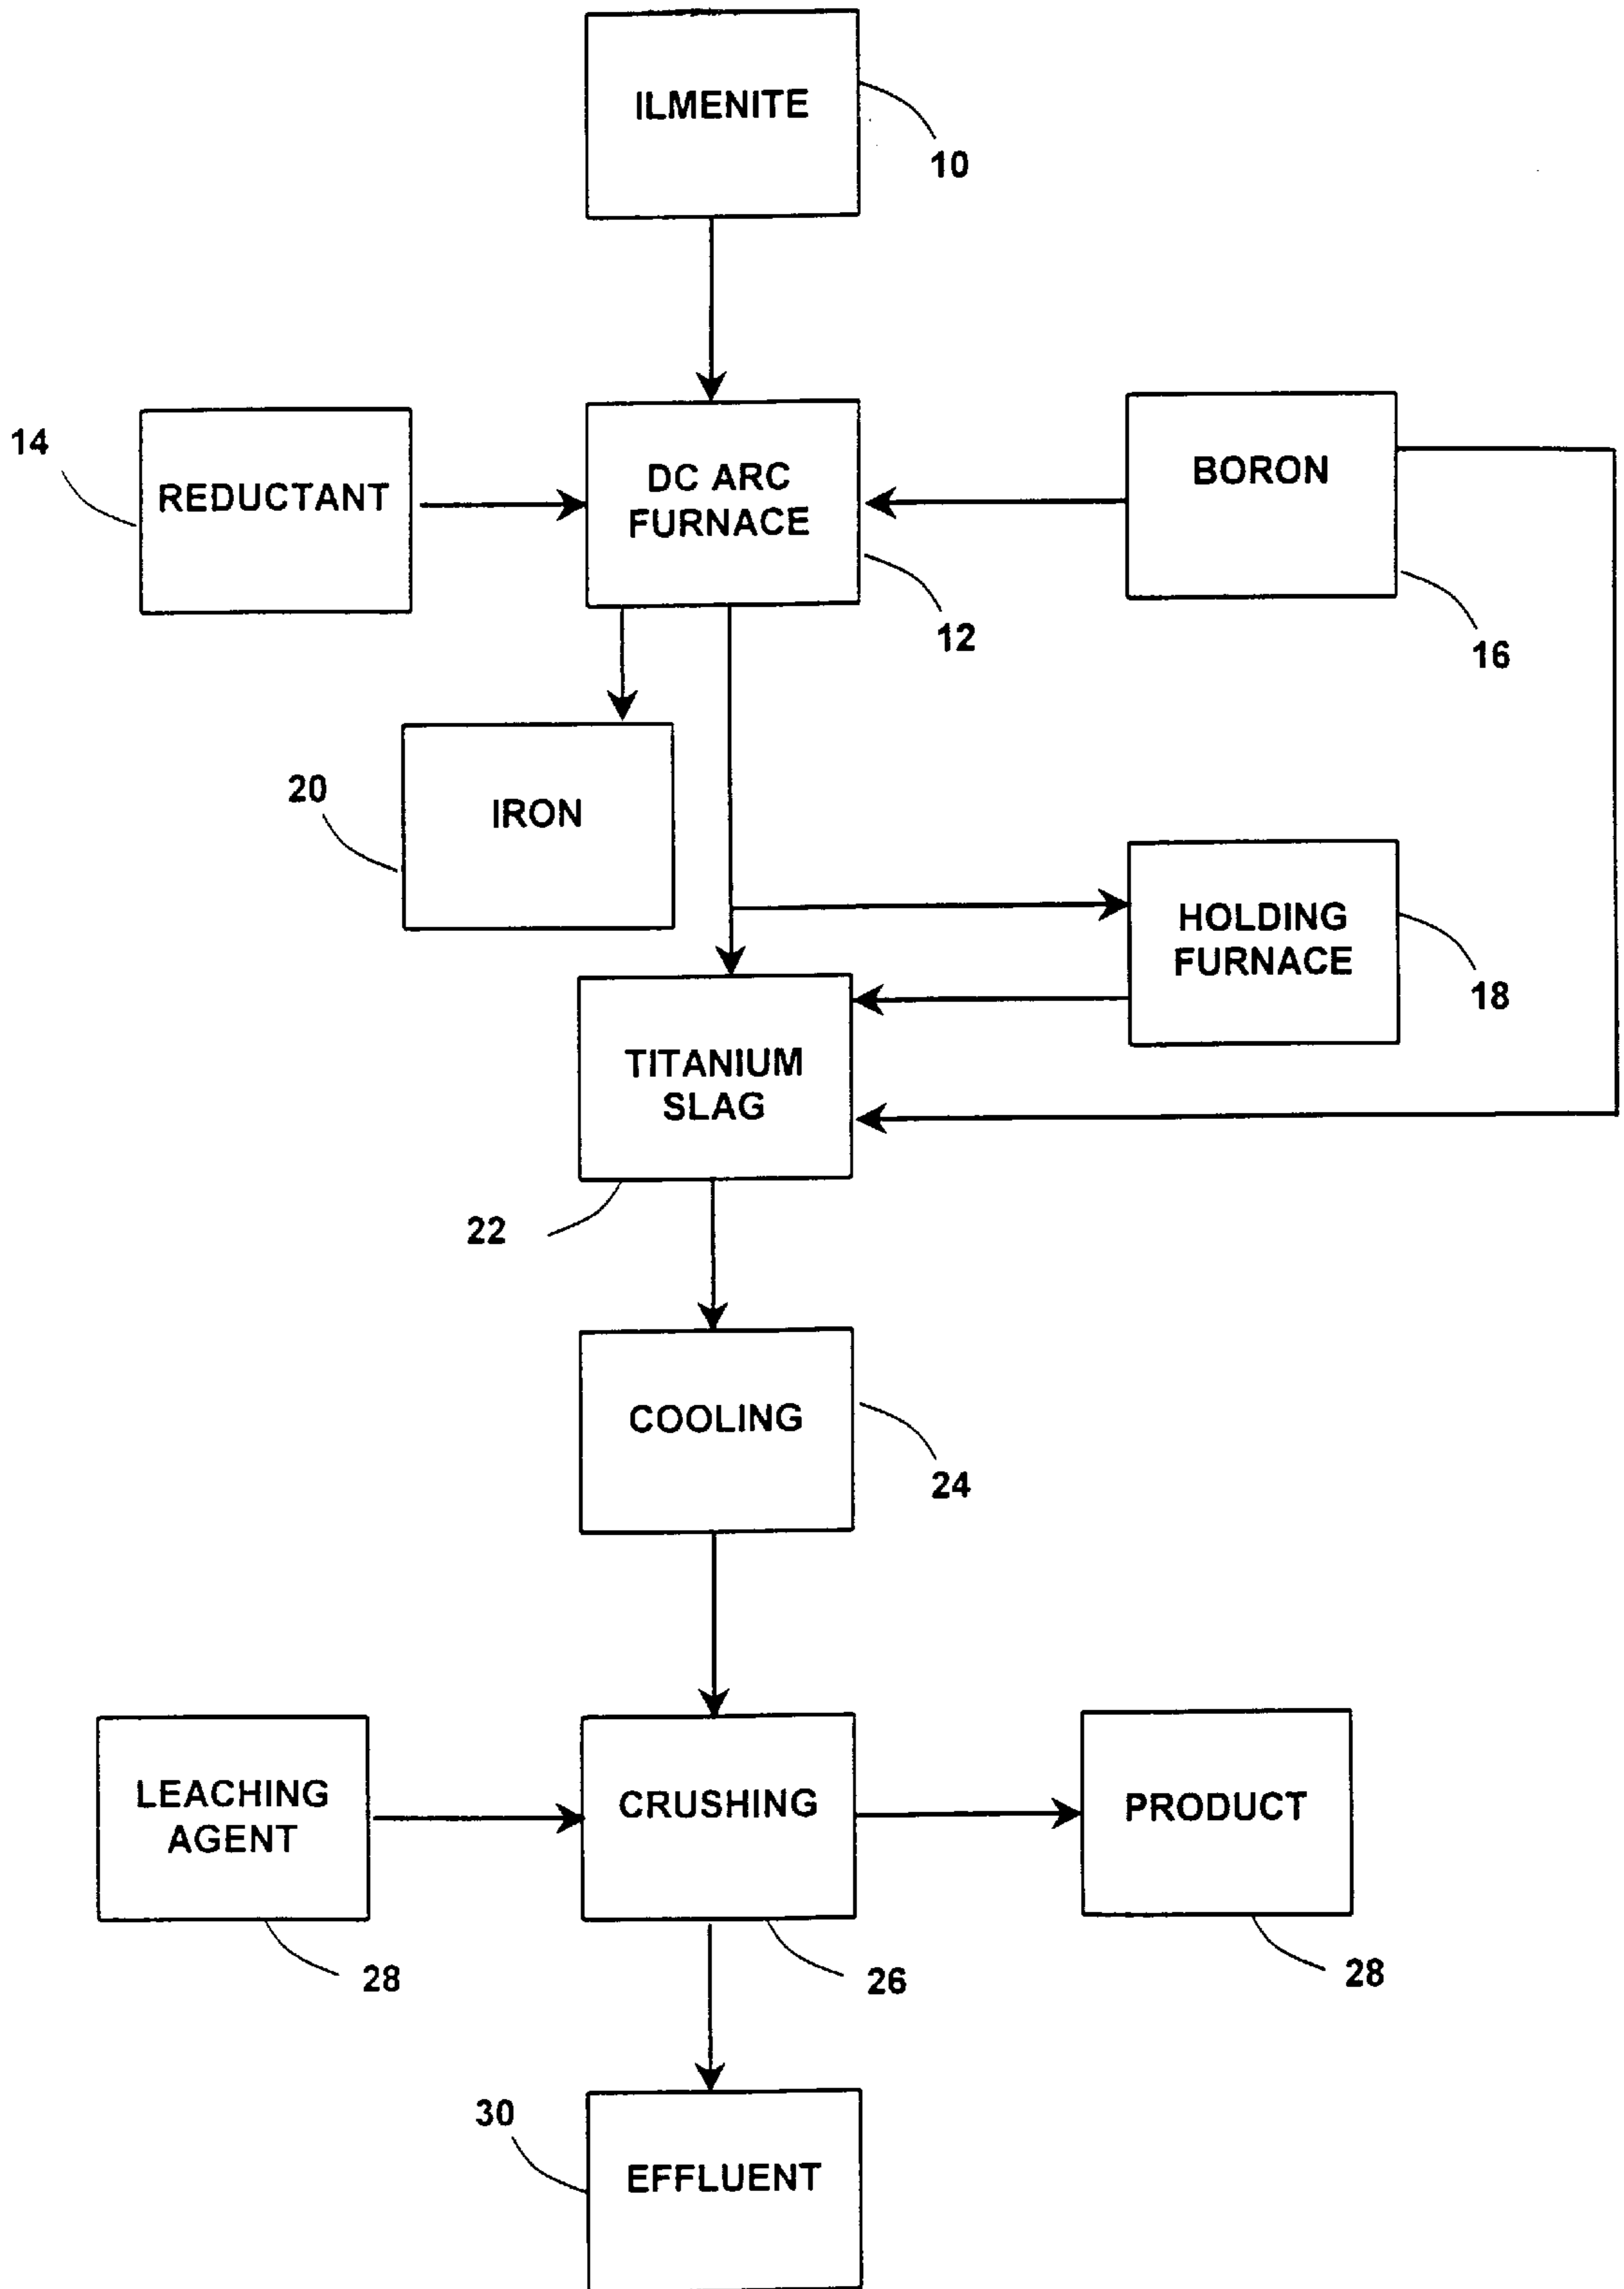 ILMENITE
10
14
REDUCTANT
DC ARC
FURNACE
12
BORON
16
20
IRON
HOLDING
FURNACE
18
TITANIUM
SLAG
22
COOLING
24
LEACHING
AGENT
28
CRUSHING
26
PRODUCT
28
30
EFFLUENT